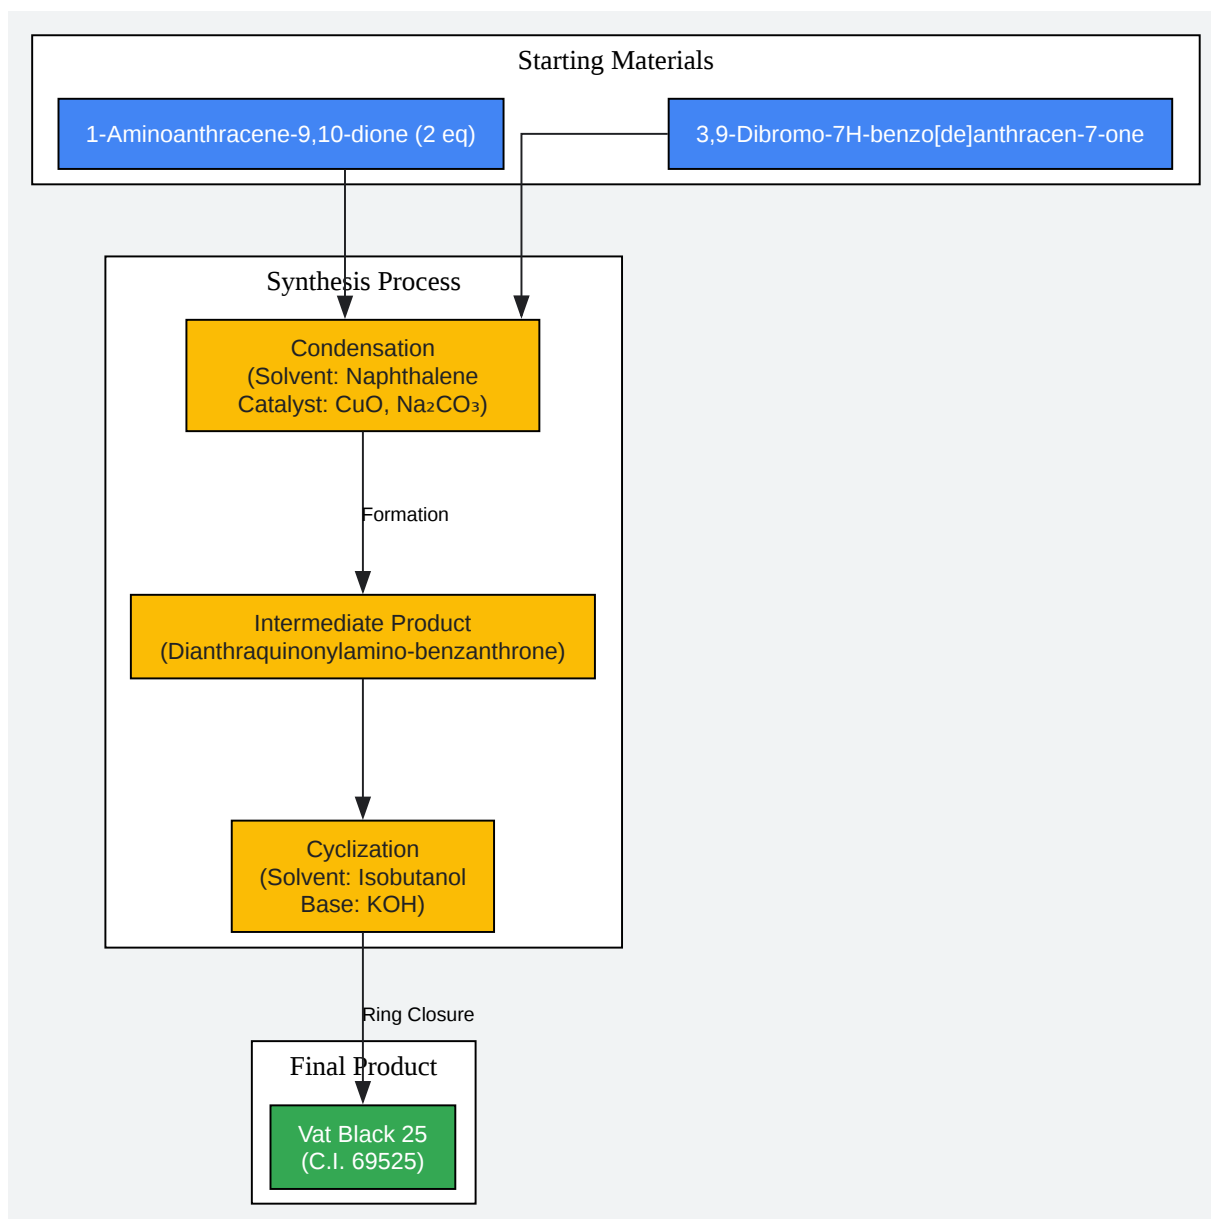 Starting Materials
1-Aminoanthracene-9,10-dione (2 eq)
3,9-Dibromo-7H-benzo[de]anthracen-7-one
Synthesis Process
Condensation
(Solvent: Naphthalene
Catalyst: CuO, Na₂CO₃)
Formation
Intermediate Product
(Dianthraquinonylamino-benzanthrone)
Cyclization
(Solvent: Isobutanol
Base: KOH)
Ring Closure
Final Product
Vat Black 25
(C.I. 69525)